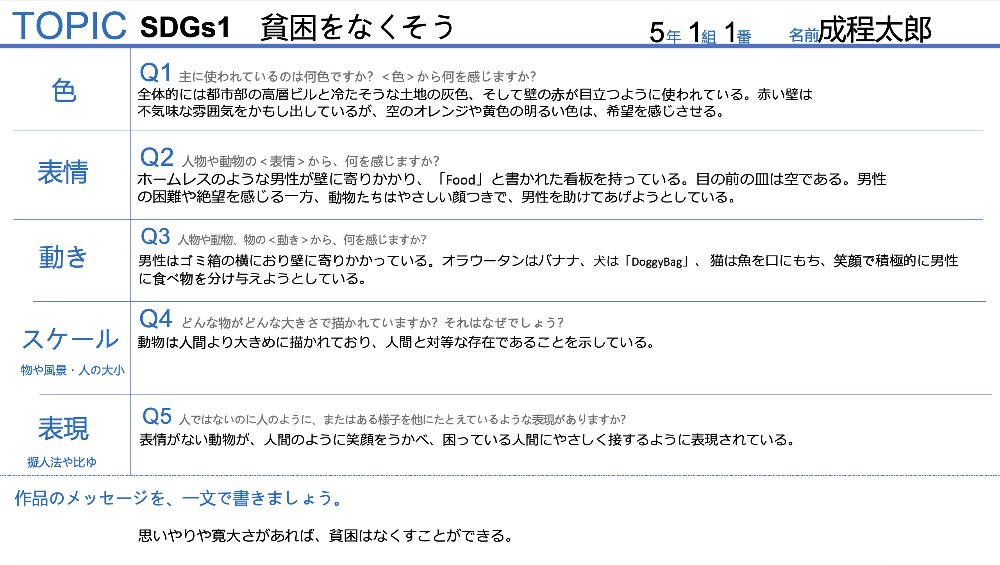 TOPIC SDGs1　貧困をなくそう 5年 1組 1番 名前成程太郎
色
Q1 主に使われているのは何色ですか？ <色>から何を感じますか？
全体的には都市部の高層ビルと冷たそうな土地の灰色、そして壁の赤が目立つように使われている。赤い壁は
不気味な雰囲気をかもし出しているが、空のオレンジや黄色の明るい色は、希望を感じさせる。
表情
Q2 人物や動物の<表情>から、何を感じますか？
ホームレスのような男性が壁に寄りかかり、「Food」と書かれた看板を持っている。目の前の皿は空である。男性
の困難や絶望を感じる一方、動物たちはやさしい顔つきで、男性を助けてあげようとしている。
動き
Q3 人物や動物、物の<動き>から、何を感じますか？
男性はゴミ箱の横におり壁に寄りかかっている。オラウータンはバナナ、犬は「DoggyBag」、猫は魚を口にもち、笑顔で積極的に男性
に食べ物を分け与えようとしている。
スケール
物や風景・人の大小
Q4 どんな物がどんな大きさで描かれていますか？それはなぜでしょう？
動物は人間より大きめに描かれており、人間と対等な存在であることを示している。
表現
擬人法や比ゆ
Q5 人ではないのに人のように、またはある様子を他にたとえているような表現がありますか？
表情がない動物が、人間のように笑顔をうかべ、困っている人間にやさしく接するように表現されている。
作品のメッセージを、一文で書きましょう。
思いやりや寛大さがあれば、貧困はなくすことができる。